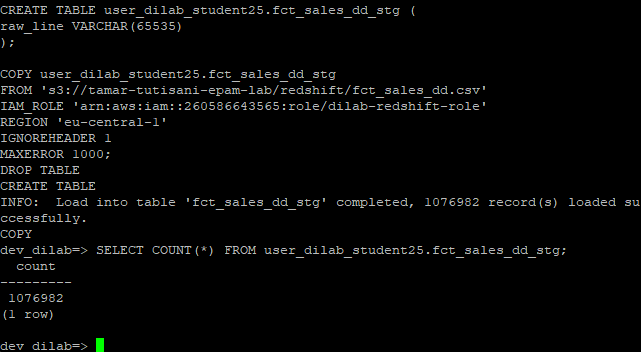 CREATE TABLE user_dilab_student25.fct_sales_dd_stg (
raw_line VARCHAR(65535)
);
COPY user_dilab_student25.fct_sales_dd_stg
FROM 's3://tamar-tutisani-epam-lab/redshift/fct_sales_dd.csv'
IAM_ROLE 'arn:aws:iam::260586643565:role/dilab-redshift-role'
REGION 'eu-central-1'
IGNOREHEADER 1
MAXERROR 1000;
DROP TABLE
CREATE TABLE
INFO:  Load into table 'fct_sales_dd_stg' completed, 1076982 record(s) loaded su
ccessfully.
COPY
dev_dilab=> SELECT COUNT(*) FROM user_dilab_student25.fct_sales_dd_stg;
  count
---------
 1076982
(1 row)
dev_dilab=>